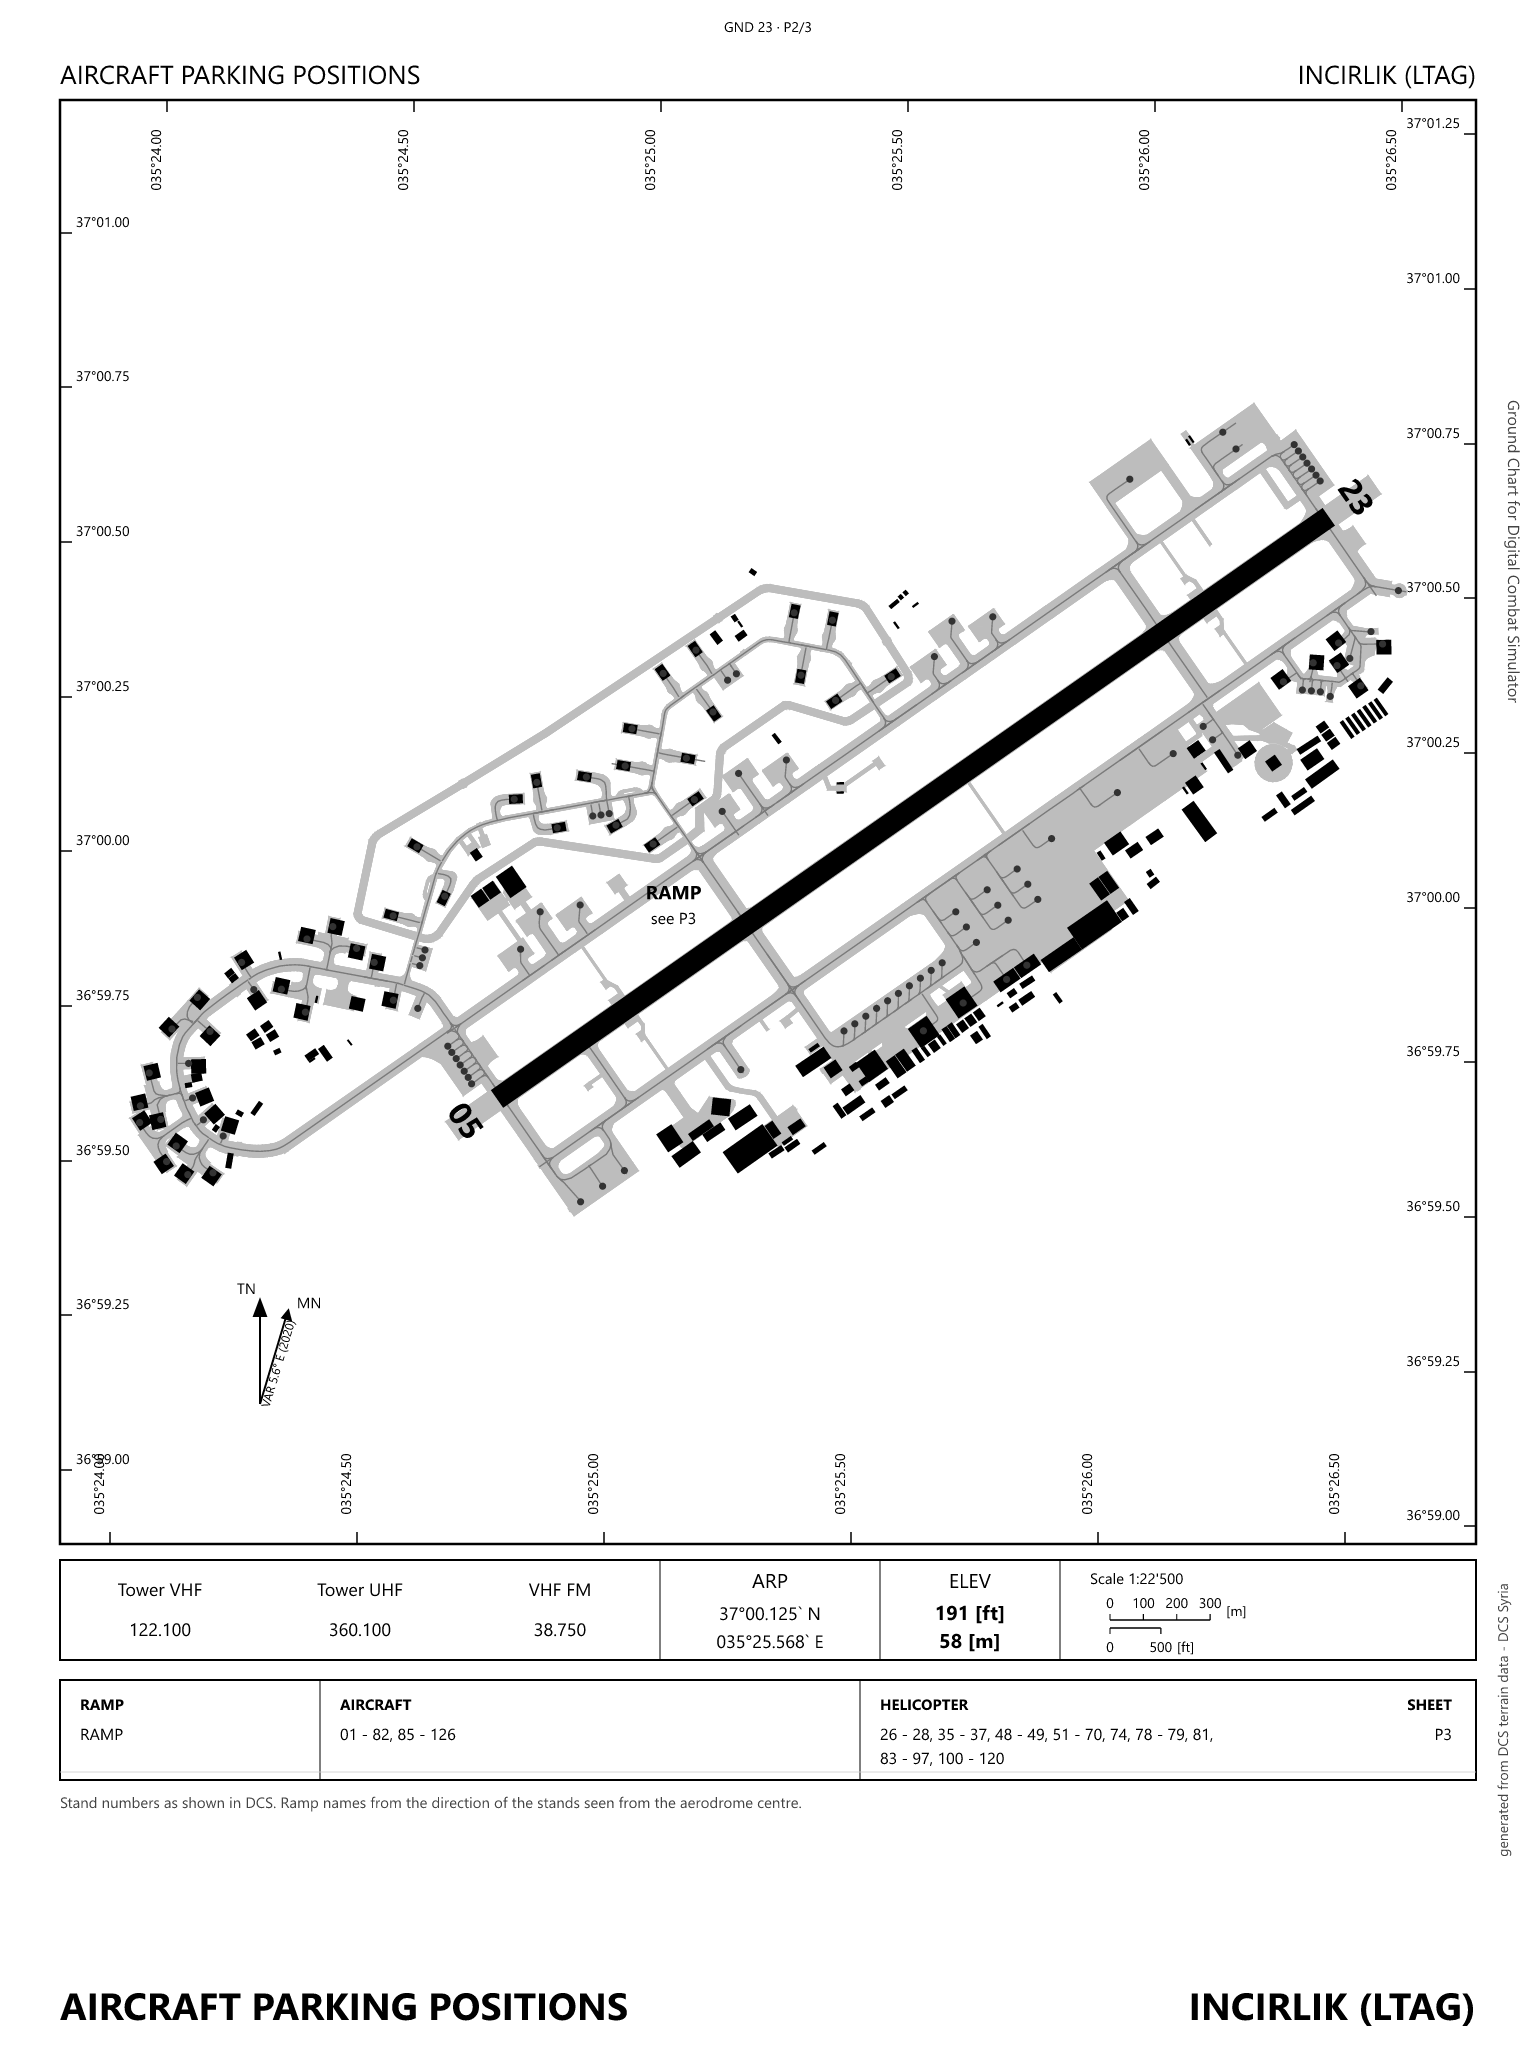 GND 23 · P2/3
AIRCRAFT PARKING POSITIONS
INCIRLIK (LTAG)
035°24.00
035°24.50
035°25.00
035°25.50
035°26.00
035°26.50
37°01.25
37°01.00
37°01.00
37°00.75
37°00.75
37°00.50
37°00.50
37°00.25
37°00.25
37°00.00
37°00.00
36°59.75
36°59.75
36°59.50
36°59.50
36°59.25
36°59.25
36°59.00
36°59.00
23
RAMP
see P3
05
TN
MN
VAR 5.6° E (2020)
035°24.00
035°24.50
035°25.00
035°25.50
035°26.00
035°26.50
Ground Chart for Digital Combat Simulator
Tower VHF
122.100
Tower UHF
360.100
VHF FM
38.750
ARP
37°00.125` N
035°25.568` E
ELEV
191 [ft]
58 [m]
Scale 1:22'500
0 100 200 300 [m]
0 500 [ft]
RAMP
RAMP
AIRCRAFT
01 - 82, 85 - 126
HELICOPTER
26 - 28, 35 - 37, 48 - 49, 51 - 70, 74, 78 - 79, 81,
83 - 97, 100 - 120
SHEET
P3
generated from DCS terrain data - DCS Syria
Stand numbers as shown in DCS. Ramp names from the direction of the stands seen from the aerodrome centre.
AIRCRAFT PARKING POSITIONS
INCIRLIK (LTAG)